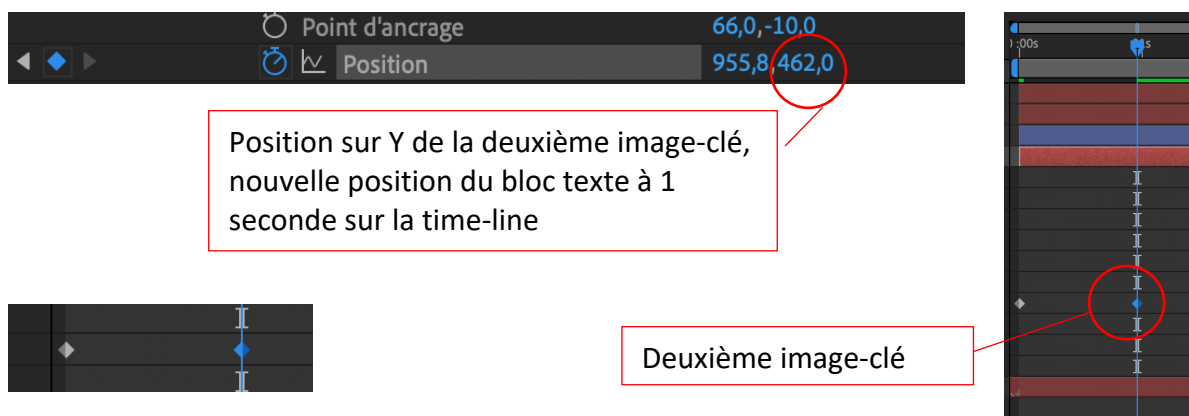 Point d'ancrage 66,0,-10,0
Position 955,8,462,0
:00s
Position sur Y de la deuxième image-clé,
nouvelle position du bloc texte à 1
seconde sur la time-line
Deuxième image-clé